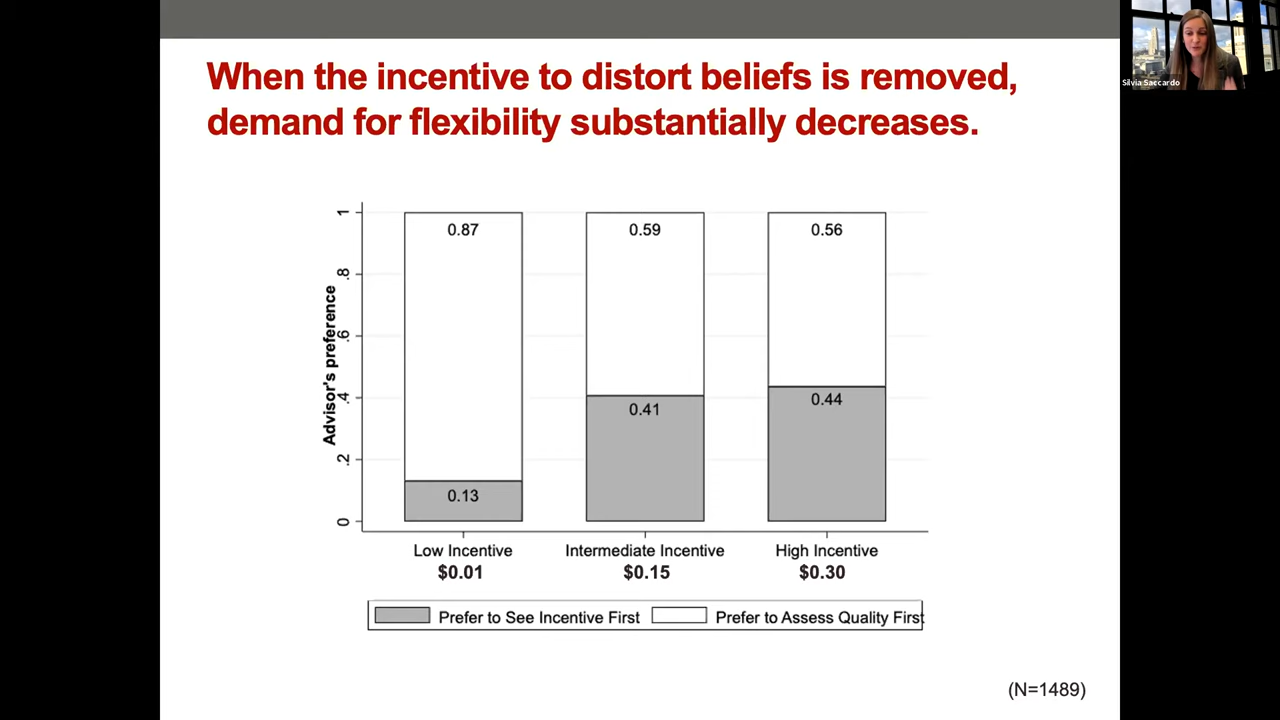 When the incentive to distort beliefs is removed,
demand for flexibility substantially decreases.
Silvia Saccardo
Advisor's preference
1
.8
.6
.4
.2
0
0.87
0.59
0.56
0.13
0.41
0.44
Low Incentive
Intermediate Incentive
High Incentive
$0.01
$0.15
$0.30
Prefer to See Incentive First
Prefer to Assess Quality First
(N=1489)